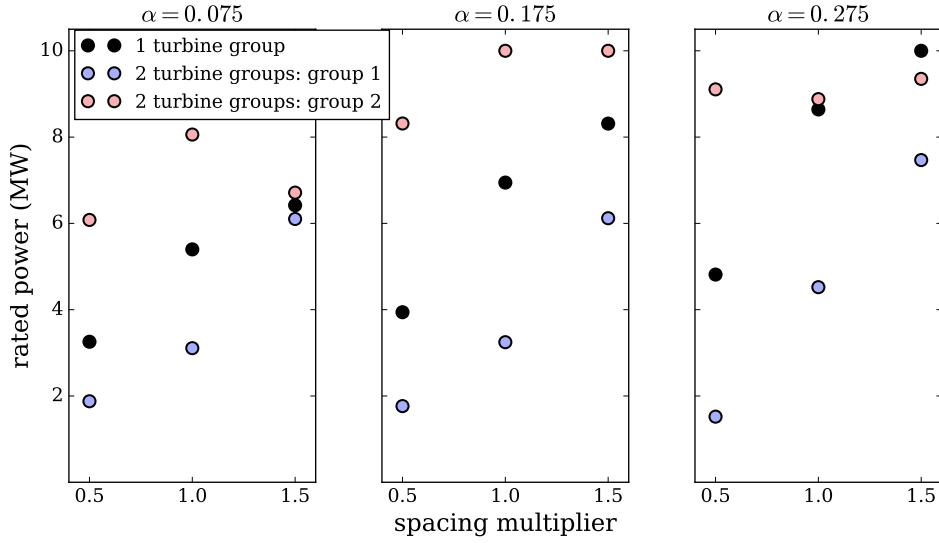 α = 0.075
α = 0.175
α = 0.275
1 turbine group
2 turbine groups: group 1
2 turbine groups: group 2
rated power (MW)
10
8
6
4
2
0.5 1.0 1.5
0.5 1.0 1.5
0.5 1.0 1.5
spacing multiplier